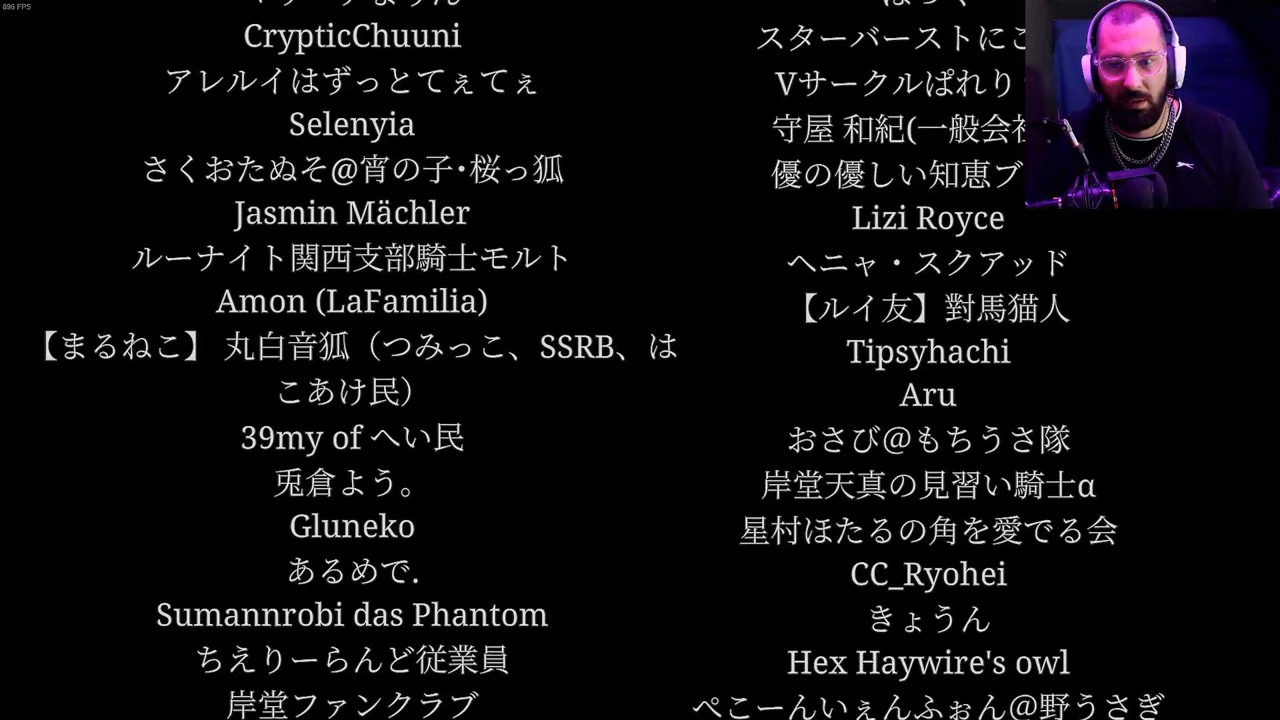 896 FPS
CrypticChuuni
アレルイはずっとてぇてぇ
Selenyia
さくおたぬそ@宵の子･桜っ狐
Jasmin Mächler
ルーナイト関西支部騎士モルト
Amon (LaFamilia)
【まるねこ】 丸白音狐（つみっこ、SSRB、は
こあけ民）
39my of へい民
兎倉よう。
Gluneko
あるめで.
Sumannrobi das Phantom
ちえりーらんど従業員
岸堂ファンクラブ
スターバーストにこ
Vサークルぱれり
守屋 和紀(一般会社
優の優しい知恵ブ
Lizi Royce
ヘニャ・スクアッド
【ルイ友】對馬猫人
Tipsyhachi
Aru
おさび@もちうさ隊
岸堂天真の見習い騎士α
星村ほたるの角を愛でる会
CC_Ryohei
きょうん
Hex Haywire's owl
ぺこーんいぇんふぉん@野うさぎ